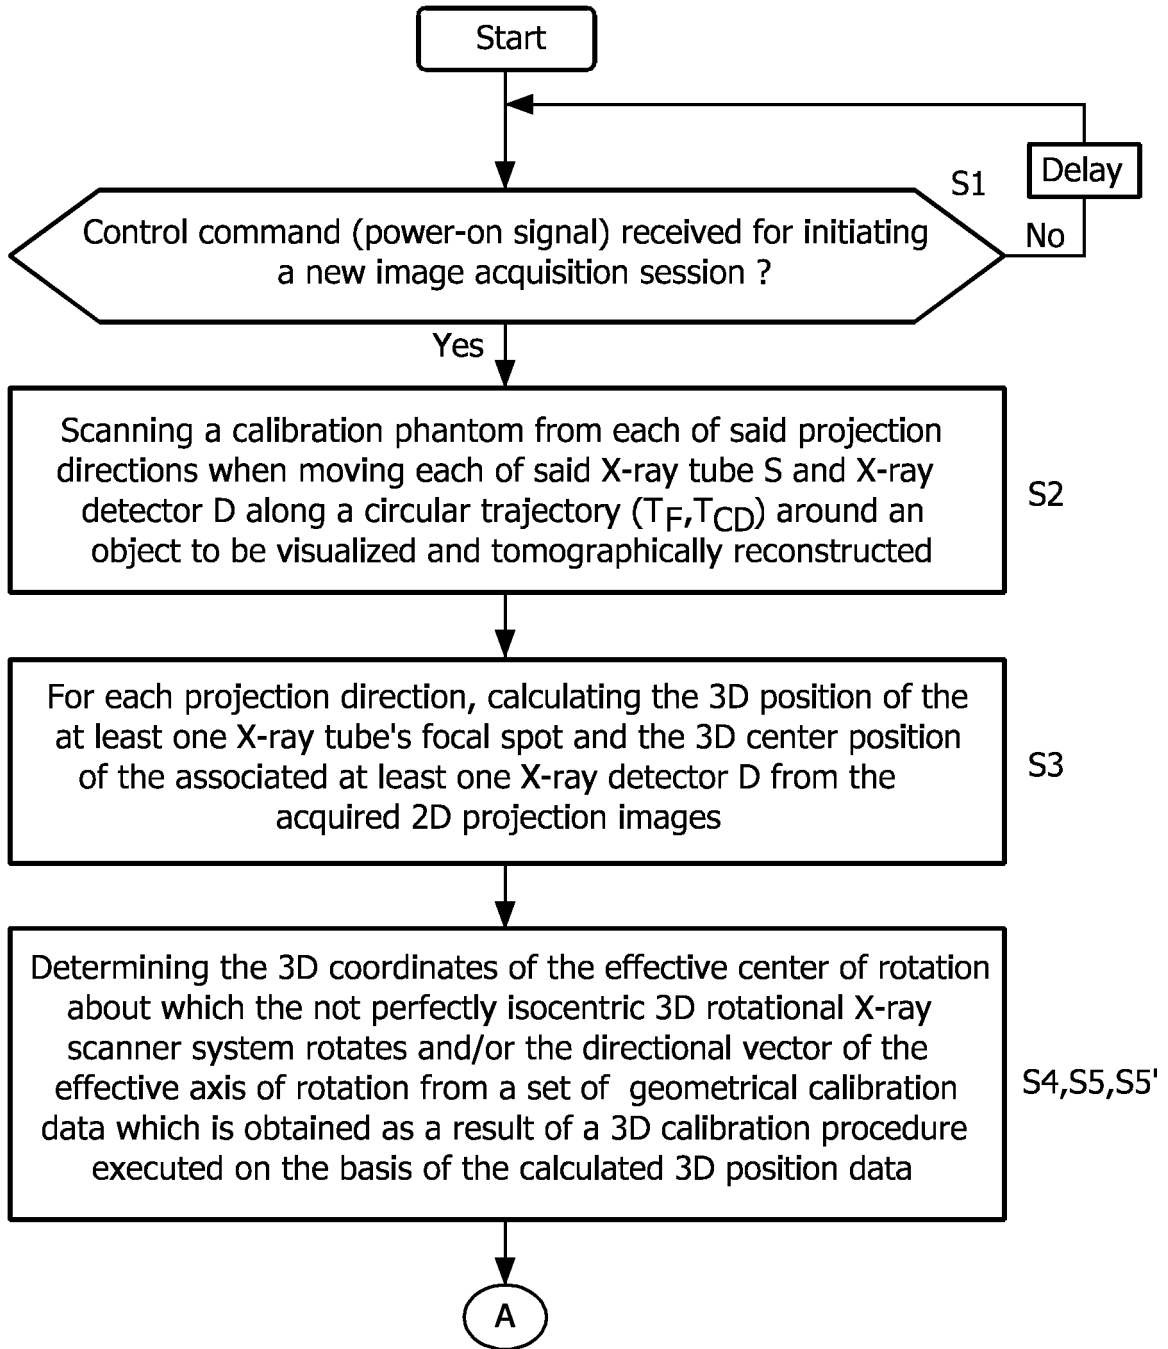 Start
Delay
S1
No
Control command (power-on signal) received for initiating
a new image acquisition session ?
Yes
Scanning a calibration phantom from each of said projection
directions when moving each of said X-ray tube S and X-ray
detector D along a circular trajectory (TF,TCD) around an
object to be visualized and tomographically reconstructed
S2
For each projection direction, calculating the 3D position of the
at least one X-ray tube's focal spot and the 3D center position
of the associated at least one X-ray detector D from the
acquired 2D projection images
S3
Determining the 3D coordinates of the effective center of rotation
about which the not perfectly isocentric 3D rotational X-ray
scanner system rotates and/or the directional vector of the
effective axis of rotation from a set of geometrical calibration
data which is obtained as a result of a 3D calibration procedure
executed on the basis of the calculated 3D position data
S4,S5,S5'
A